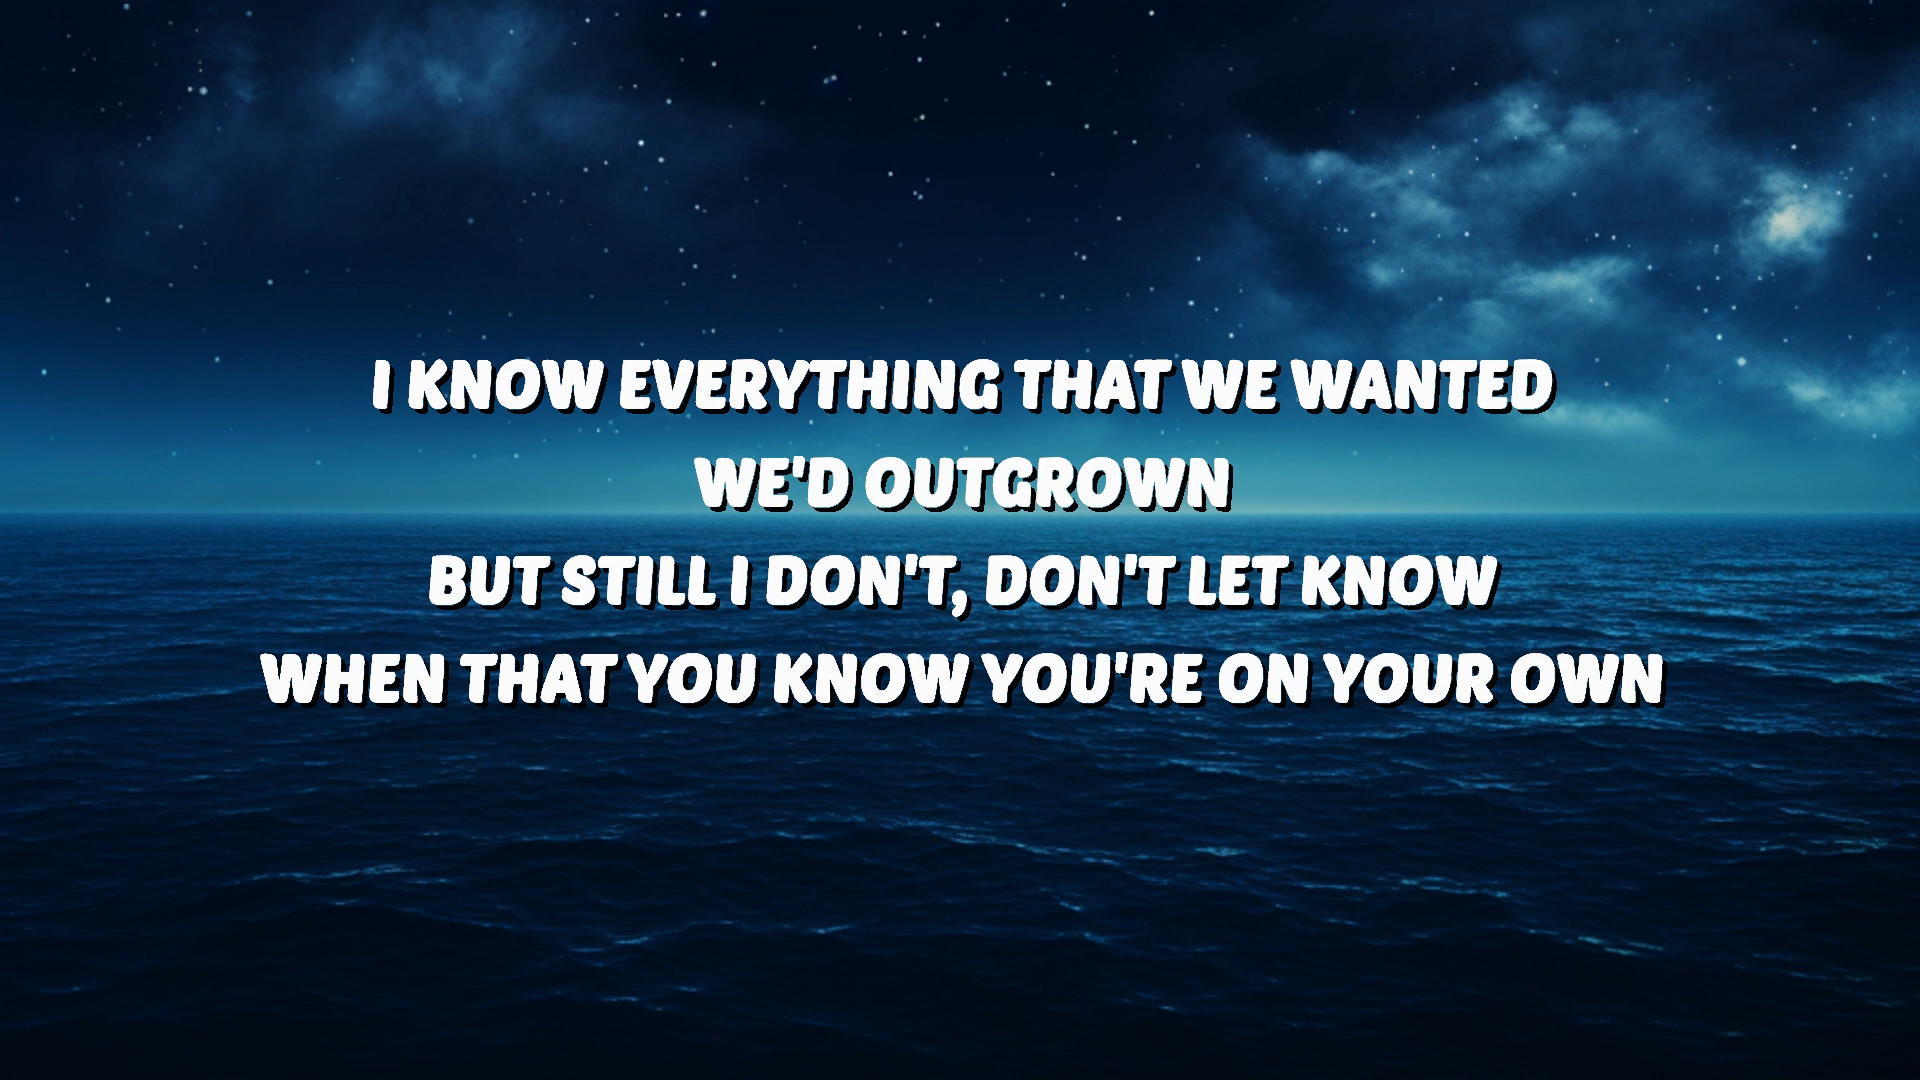 I KNOW EVERYTHING THAT WE WANTED
WE'D OUTGROWN
BUT STILL I DON'T, DON'T LET KNOW
WHEN THAT YOU KNOW YOU'RE ON YOUR OWN